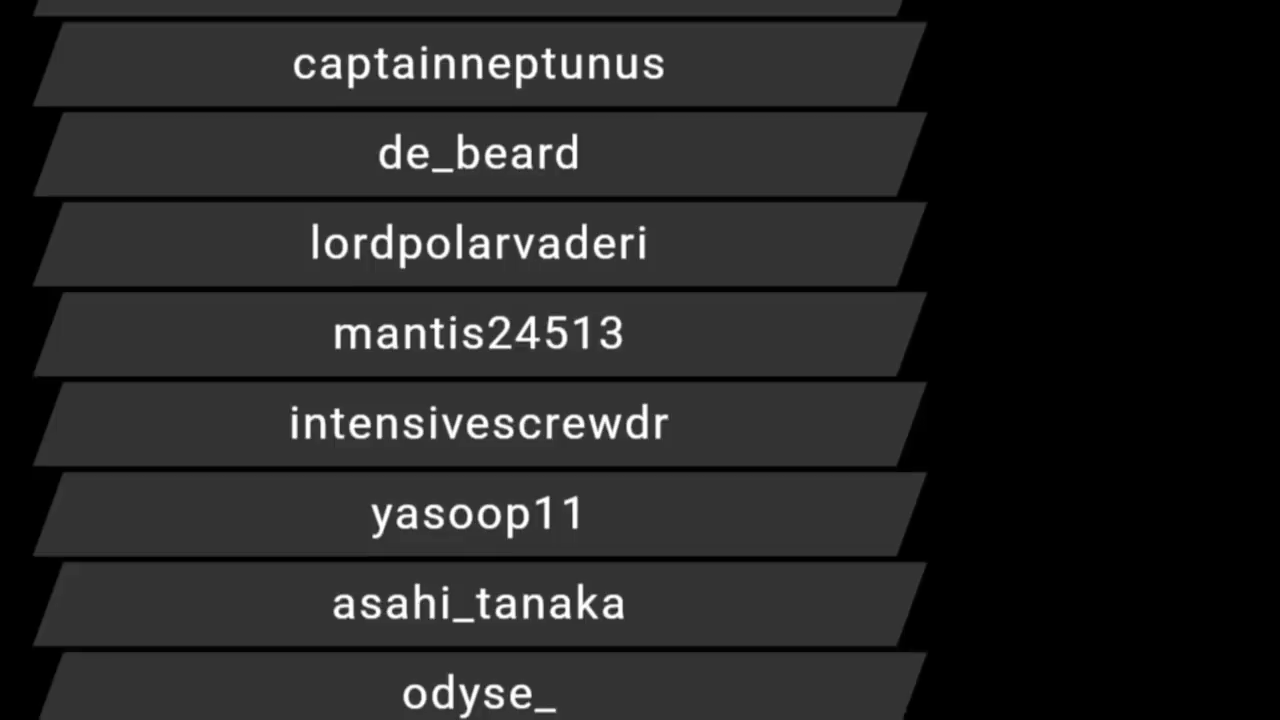 captainneptunus
de_beard
lordpolarvaderi
mantis24513
intensivescrewdr
yasoop11
asahi_tanaka
odyse_